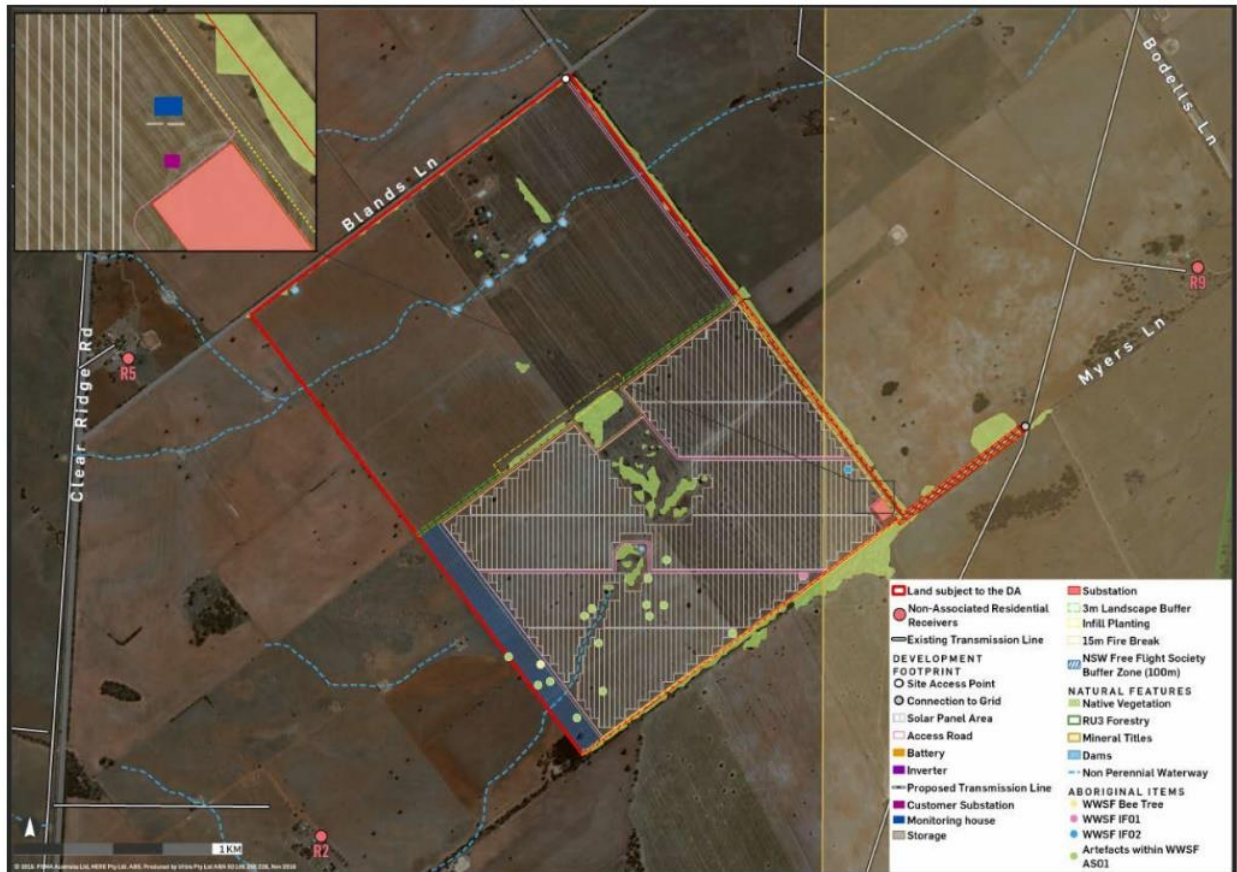 Blands Ln
Bodells Ln
Clear Ridge Rd
Myers Ln
R5
R9
R2
1KM
Land subject to the DA
Non-Associated Residential
Receivers
Existing Transmission Line
DEVELOPMENT
FOOTPRINT
Site Access Point
Connection to Grid
Solar Panel Area
Access Road
Battery
Inverter
Proposed Transmission Line
Customer Substation
Monitoring house
Storage
Substation
3m Landscape Buffer
Infill Planting
15m Fire Break
NSW Free Flight Society
Buffer Zone (100m)
NATURAL FEATURES
Native Vegetation
RU3 Forestry
Mineral Titles
Dams
Non Perennial Waterway
ABORIGINAL ITEMS
WWSF Bee Tree
WWSF IF01
WWSF IF02
Artefacts within WWSF
AS01